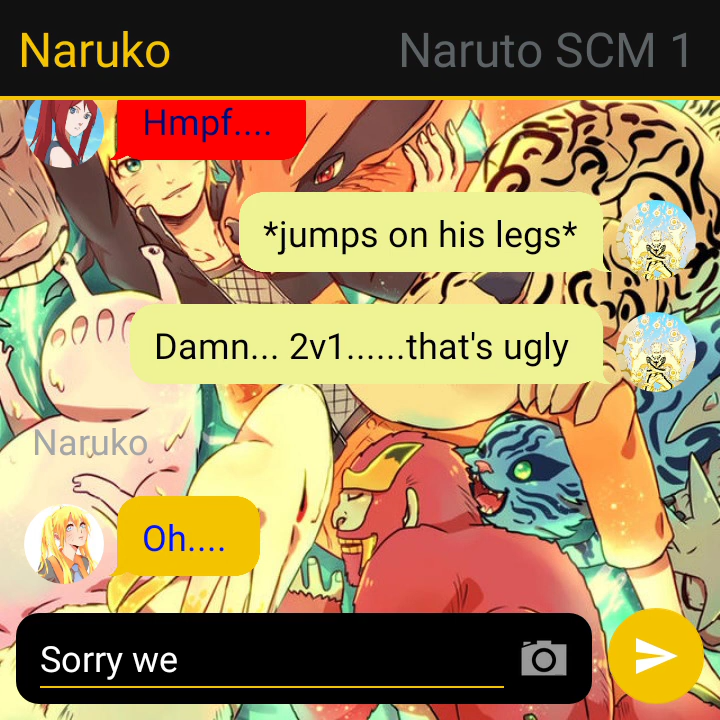 Naruko
Naruto SCM 1
Hmpf....
*jumps on his legs*
Damn... 2v1......that's ugly
Naruko
Oh....
Sorry we